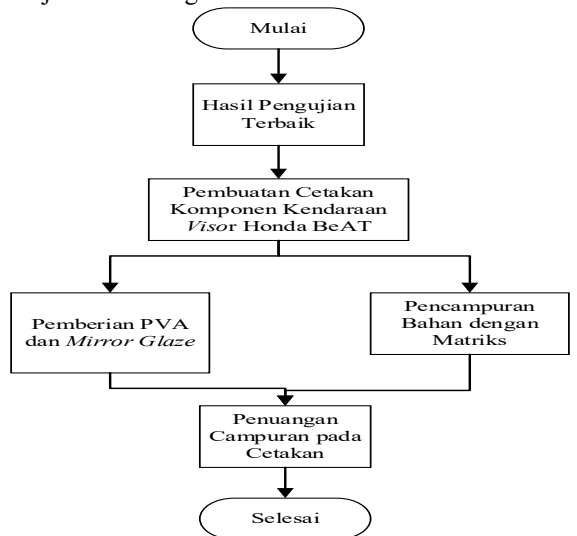 Mulai
Hasil Pengujian
Terbaik
Pembuatan Cetakan
Komponen Kendaraan
Visor Honda BeAT
Pemberian PVA
dan Mirror Glaze
Pencampuran
Bahan dengan
Matriks
Penuangan
Campuran pada
Cetakan
Selesai